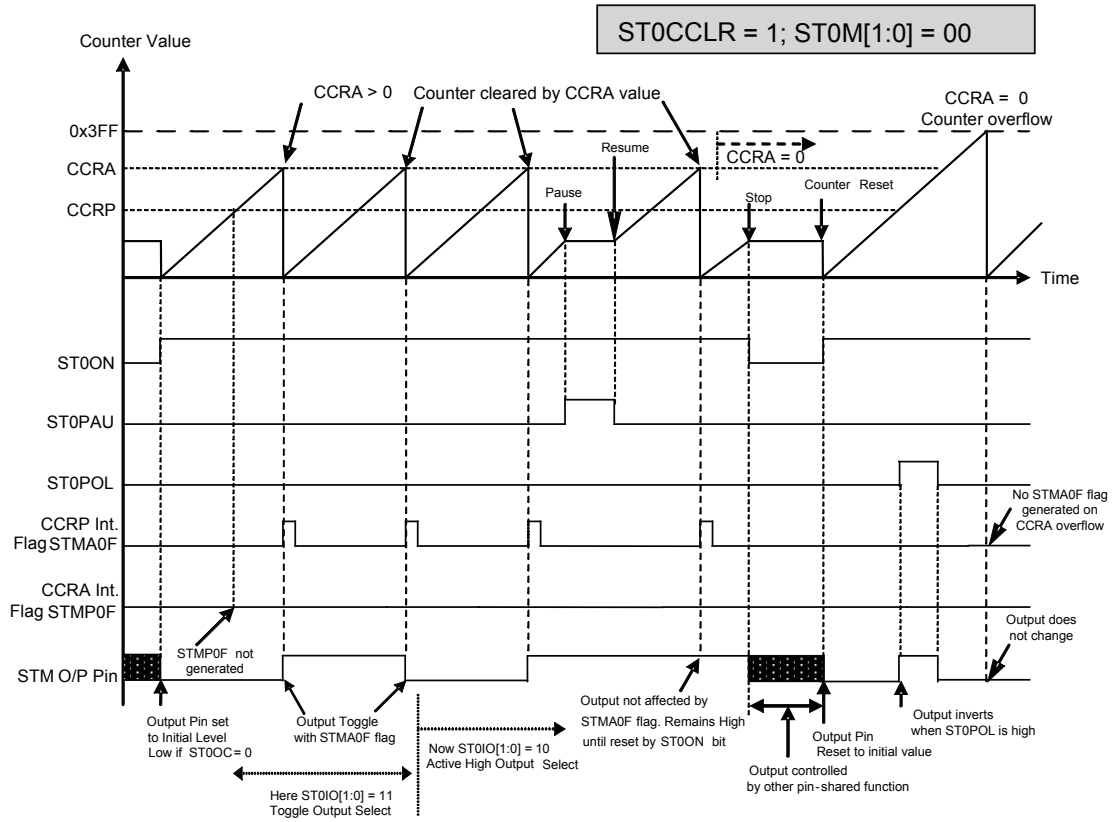 ST0CCLR = 1; ST0M[1:0] = 00
Counter Value
CCRA > 0
Counter cleared by CCRA value
CCRA = 0
Counter overflow
0x3FF
Resume
CCRA = 0
CCRA
Pause
Stop
Counter Reset
CCRP
Time
ST0ON
ST0PAU
ST0POL
No STMA0F flag
generated on
CCRA overflow
CCRP Int.
Flag STMA0F
CCRA Int.
Flag STMP0F
STMP0F not
generated
Output does
not change
STM O/P Pin
Output Pin set
to Initial Level
Low if ST0OC=0
Output Toggle
with STMA0F flag
Output not affected by
STMA0F flag. Remains High
until reset by ST0ON bit
Now ST0IO[1:0] = 10
Active High Output Select
Output Pin
Reset to initial value
Output inverts
when ST0POL is high
Output controlled
by other pin-shared function
Here ST0IO[1:0] = 11
Toggle Output Select